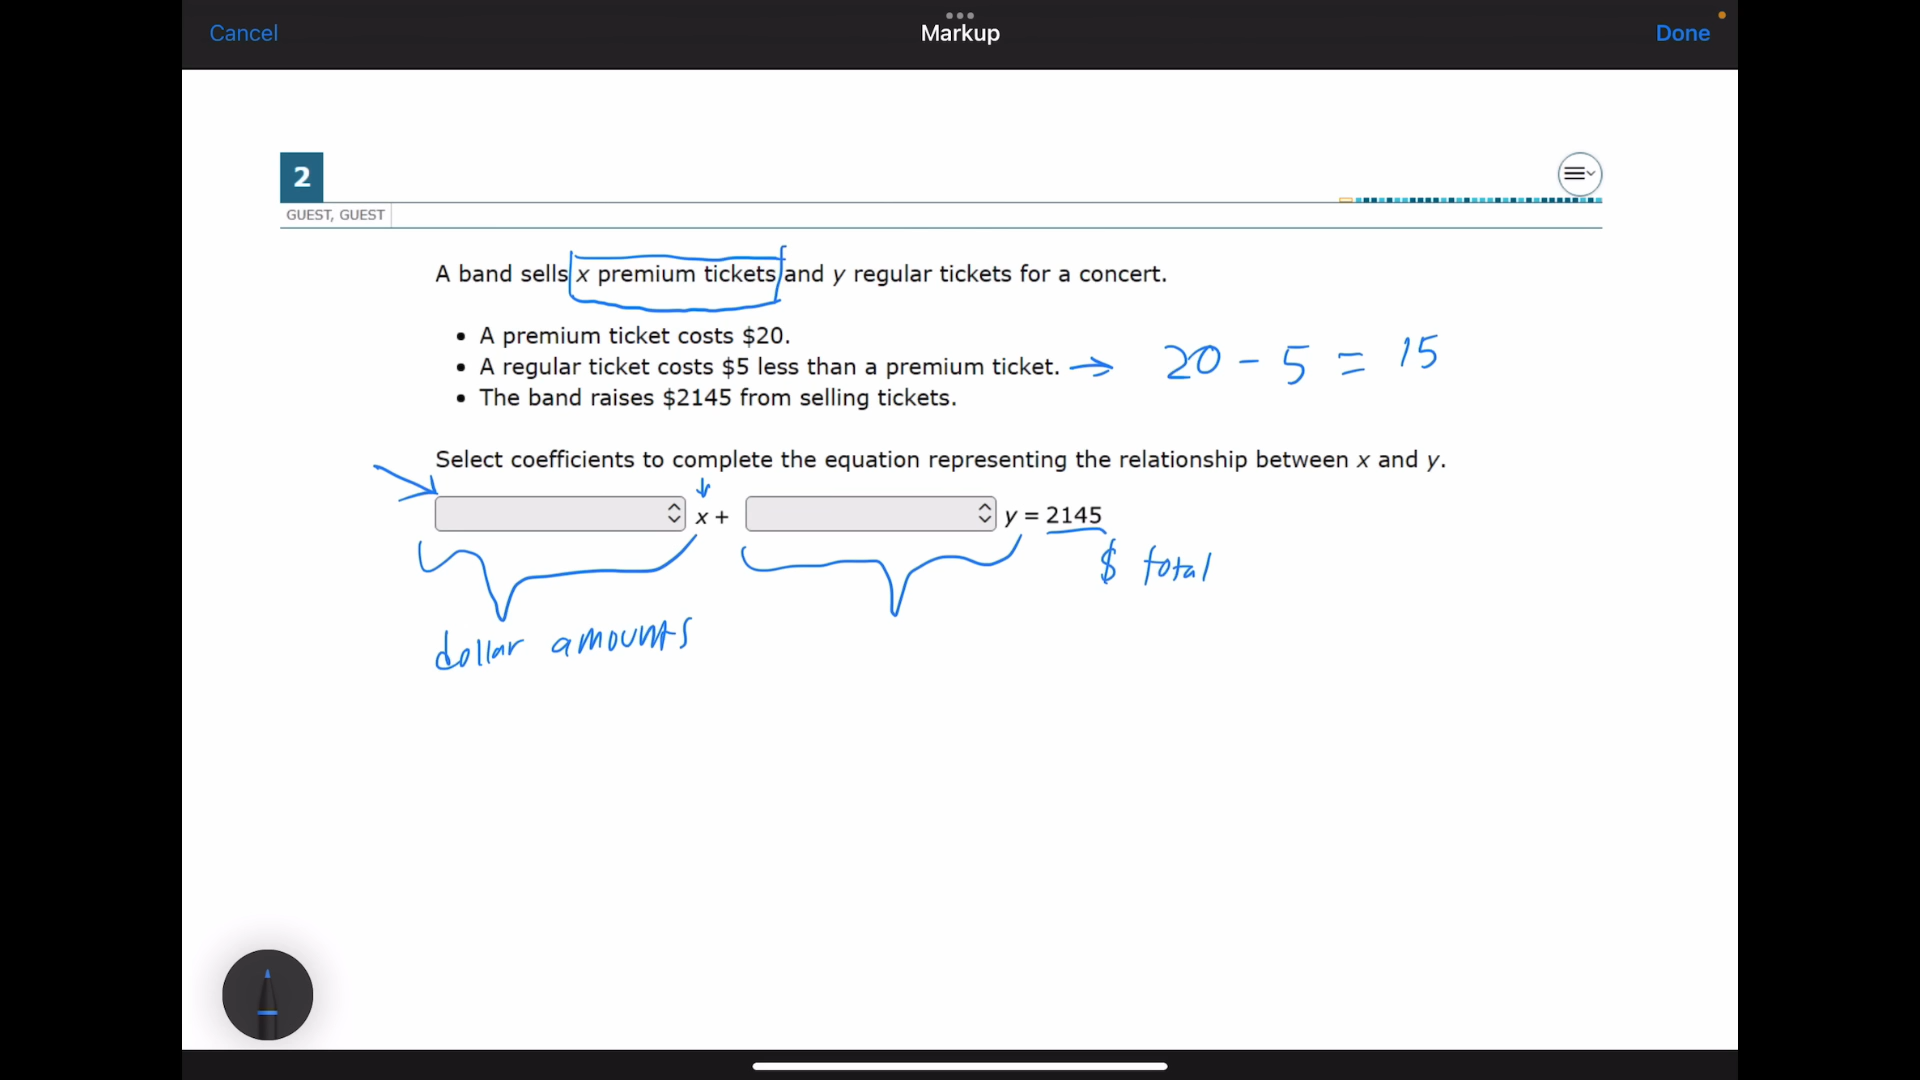 Cancel
Markup
Done
2
GUEST, GUEST
A band sells x premium tickets and y regular tickets for a concert.
• A premium ticket costs $20.
• A regular ticket costs $5 less than a premium ticket. → 20 - 5 = 15
• The band raises $2145 from selling tickets.
Select coefficients to complete the equation representing the relationship between x and y.
x + y = 2145
$ total
dollar amounts